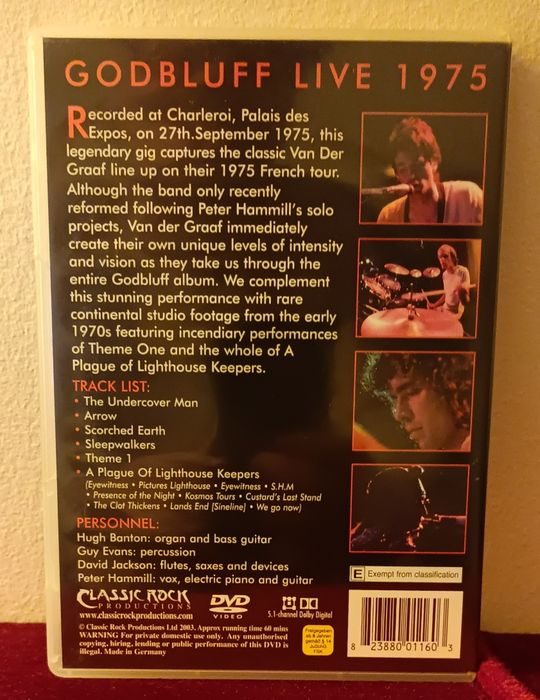 GODBLUFF LIVE 1975
Recorded at Charleroi, Palais des
Expos, on 27th.September 1975, this
legendary gig captures the classic Van Der
Graaf line up on their 1975 French tour.
Although the band only recently
reformed following Peter Hammill's solo
projects, Van der Graaf immediately
create their own unique levels of intensity
and vision as they take us through the
entire Godbluff album. We complement
this stunning performance with rare
continental studio footage from the early
1970s featuring incendiary performances
of Theme One and the whole of A
Plague of Lighthouse Keepers.
TRACK LIST:
• The Undercover Man
• Arrow
• Scorched Earth
• Sleepwalkers
• Theme 1
• A Plague Of Lighthouse Keepers
(Eyewitness • Pictures Lighthouse • Eyewitness • S.H.M
• Presence of the Night • Kosmos Tours • Custard's Last Stand
• The Clot Thickens • Lands End [Sineline] • We go now)
PERSONNEL:
Hugh Banton: organ and bass guitar
Guy Evans: percussion
David Jackson: flutes, saxes and devices
Peter Hammill: vox, electric piano and guitar
E Exempt from classification
CLASSIC ROCK
PRODUCTIONS
www.classicrockproductions.com
DVD
VIDEO
5.1-channel Dolby Digital
© Classic Rock Productions Ltd 2003. Approx running time 60 mins
WARNING For private domestic use only. Any unauthorised
copying, hiring, lending or public performance of this DVD is
illegal. Made in Germany
Freigegeben
ab 6 Jahren
gemäß § 14
JuSchG
FSK
8 23880 01160 3